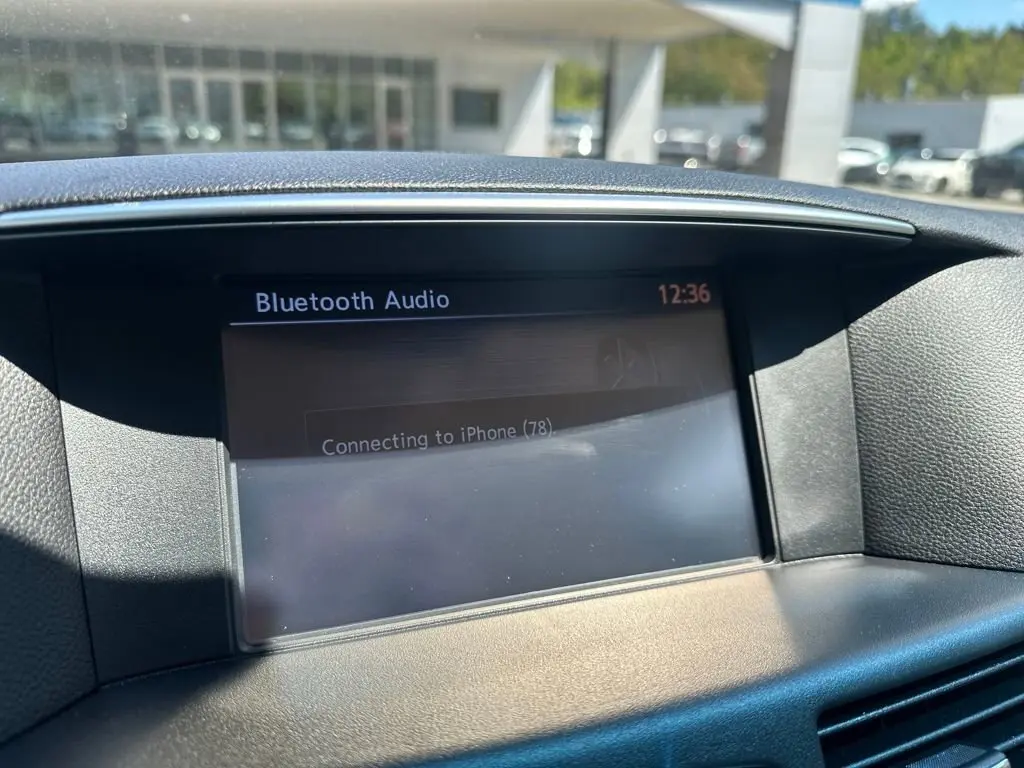 Bluetooth Audio 12:36
Connecting to iPhone (78).